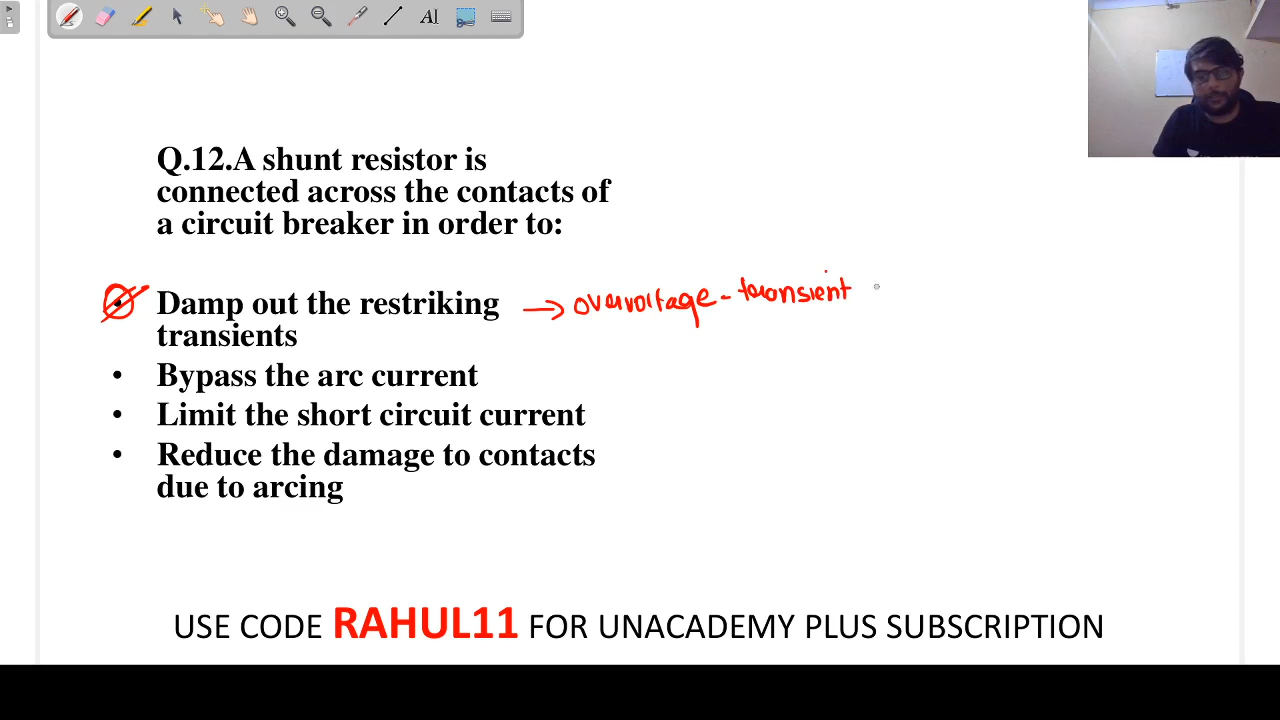 AI
Q.12.A shunt resistor is
connected across the contacts of
a circuit breaker in order to:
Damp out the restriking → overvoltage - transient
transients
• Bypass the arc current
• Limit the short circuit current
• Reduce the damage to contacts
due to arcing
USE CODE RAHUL11 FOR UNACADEMY PLUS SUBSCRIPTION